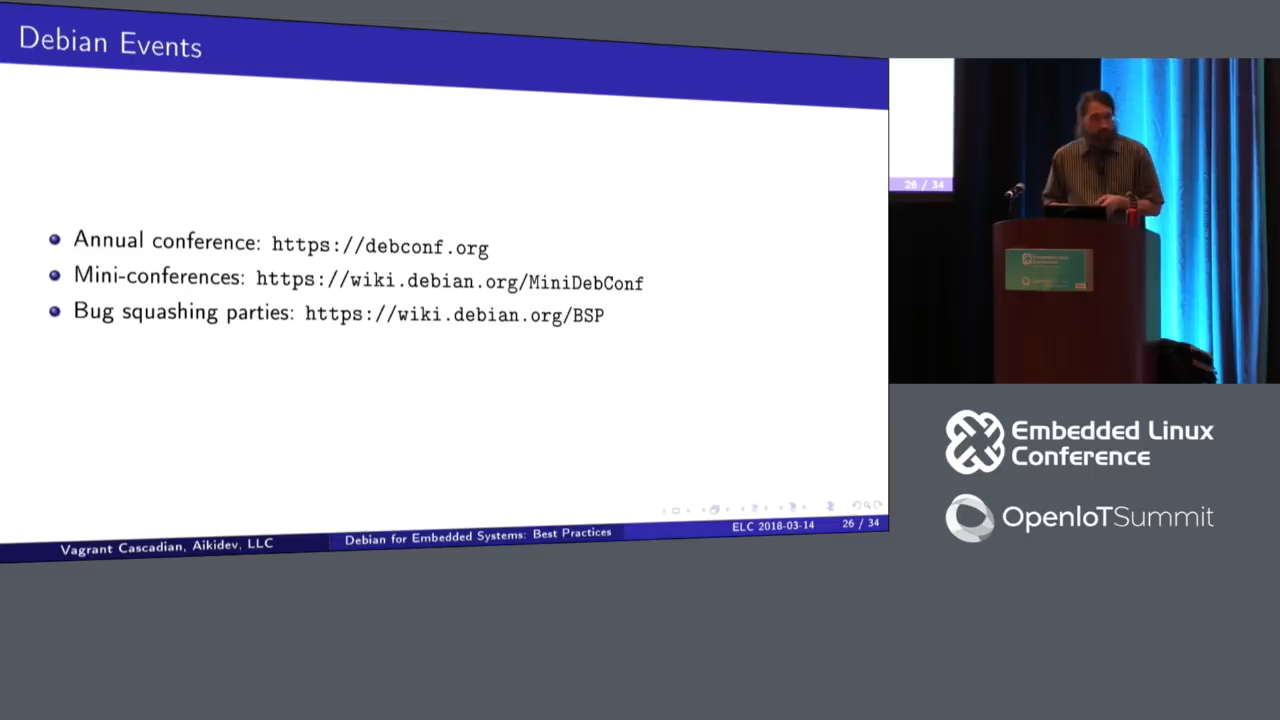 Debian Events
Annual conference: https://debconf.org
Mini-conferences: https://wiki.debian.org/MiniDebConf
Bug squashing parties: https://wiki.debian.org/BSP
Vagrant Cascadian, Aikidev, LLC
Debian for Embedded Systems: Best Practices
ELC 2018-03-14
26 / 34
26 / 34
Embedded Linux
Conference
OpenIoTSummit